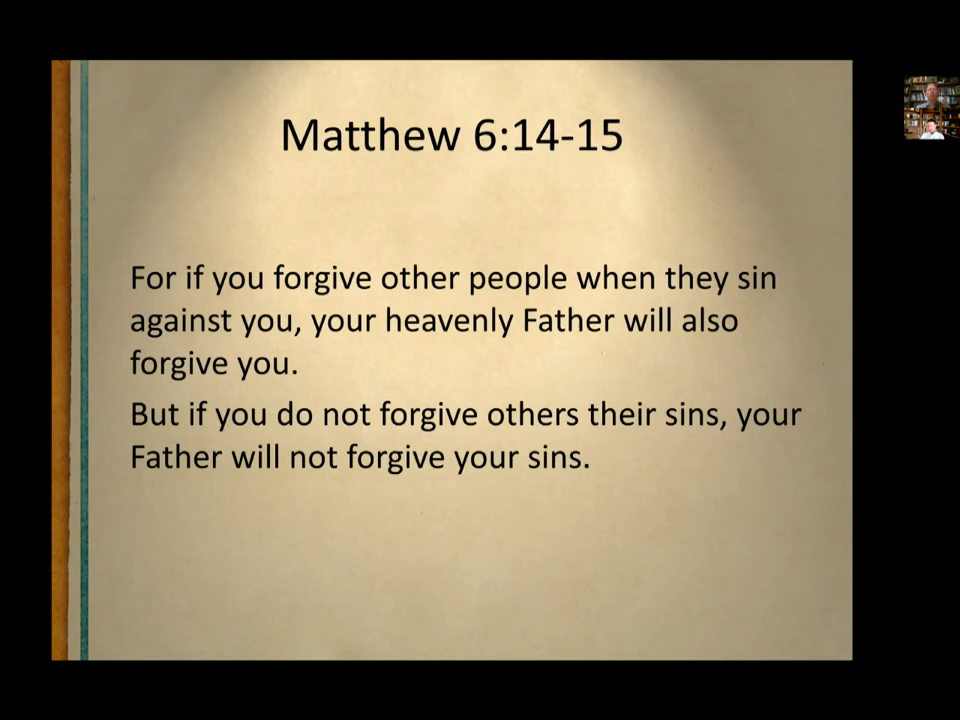 Matthew 6:14-15
For if you forgive other people when they sin
against you, your heavenly Father will also
forgive you.
But if you do not forgive others their sins, your
Father will not forgive your sins.